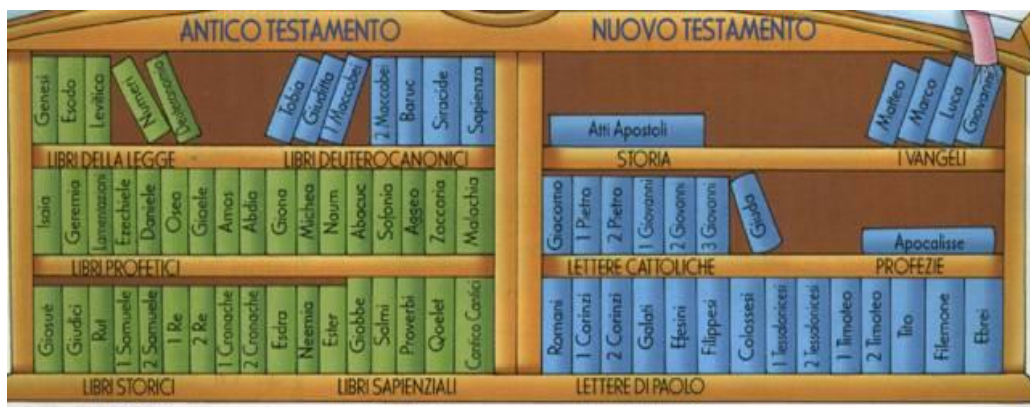 ANTICO TESTAMENTO
Genesi
Esodo
Levitico
Numeri
Deuteronomio
Tobia
Giuditta
1 Maccabei
2 Maccabei
Baruc
Siracide
Sapienza
LIBRI DELLA LEGGE
LIBRI DEUTEROCANONICI
Isaia
Geremia
Lamentazioni
Ezechiele
Daniele
Osea
Gioele
Amos
Abdia
Giona
Michea
Naum
Abacuc
Sofonia
Aggeo
Zaccaria
Malachia
LIBRI PROFETICI
Giosuè
Giudici
Rut
1 Samuele
2 Samuele
1 Re
2 Re
1 Cronache
2 Cronache
Esdra
Neemia
Ester
Giobbe
Salmi
Proverbi
Qoelet
Cantico Cantici
LIBRI STORICI
LIBRI SAPIENZIALI
NUOVO TESTAMENTO
Atti Apostoli
Matteo
Marco
Luca
Giovanni
STORIA
I VANGELI
Giacomo
1 Pietro
2 Pietro
1 Giovanni
2 Giovanni
3 Giovanni
Giuda
Apocalisse
LETTERE CATTOLICHE
PROFEZIE
Romani
1 Corinzi
2 Corinzi
Galati
Efesini
Filippesi
Colossesi
1 Tessalonicesi
2 Tessalonicesi
1 Timoteo
2 Timoteo
Tito
Filemone
Ebrei
LETTERE DI PAOLO